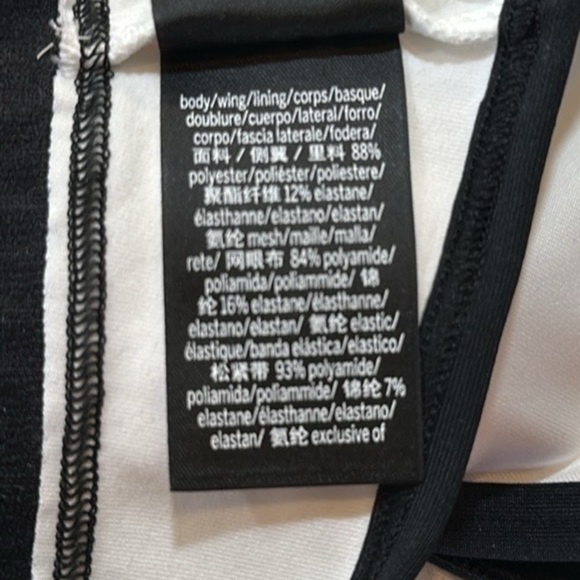 body/wing/lining/corps/basque/
doublure/cuerpo/lateral/forro/
corpo/fascia laterale/fodera/
面料 / 侧翼 / 里料 88%
polyester/poliéster/poliestere/
聚酯纤维 12% elastane/
élasthanne/elastano/elastan/
氨纶 mesh/maille/malla/
rete/ 网眼布 84% polyamide/
poliamida/poliammide/ 锦
纶 16% elastane/élasthanne/
elastano/elastan/ 氨纶 elastic/
élastique/banda elástica/elastico/
松紧带 93% polyamide/
poliamida/poliammide/ 锦纶 7%
elastane/élasthanne/elastano/
elastan/ 氨纶 exclusive of